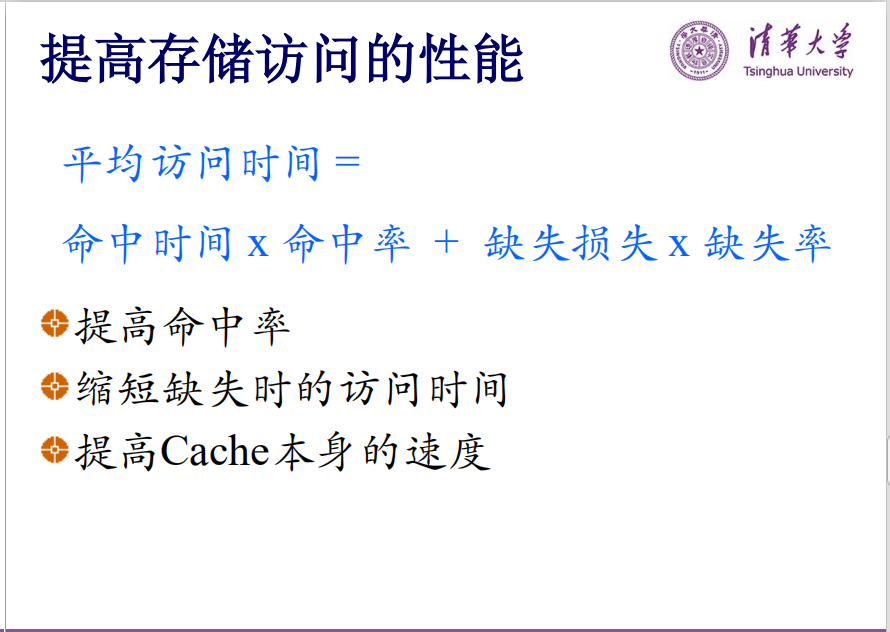 提高存储访问的性能
清华大学
Tsinghua University
平均访问时间 =
命中时间 x 命中率 + 缺失损失 x 缺失率
提高命中率
缩短缺失时的访问时间
提高Cache本身的速度